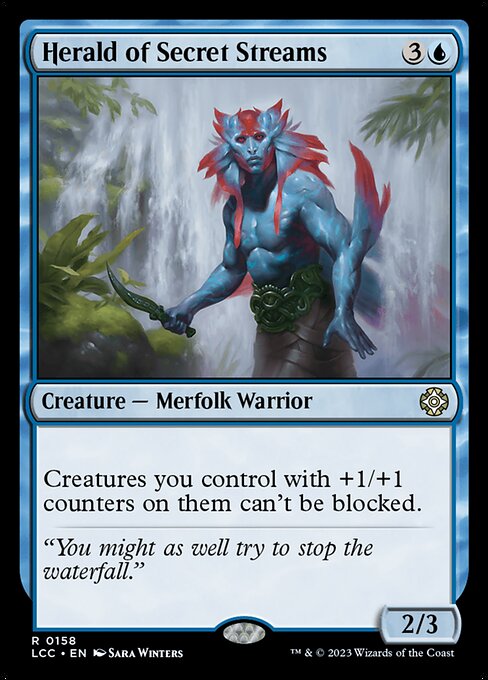 Herald of Secret Streams 3
Creature — Merfolk Warrior
Creatures you control with +1/+1
counters on them can't be blocked.
“You might as well try to stop the
waterfall.”
2/3
R 0158
LCC • EN Sara Winters
™ & © 2023 Wizards of the Coast